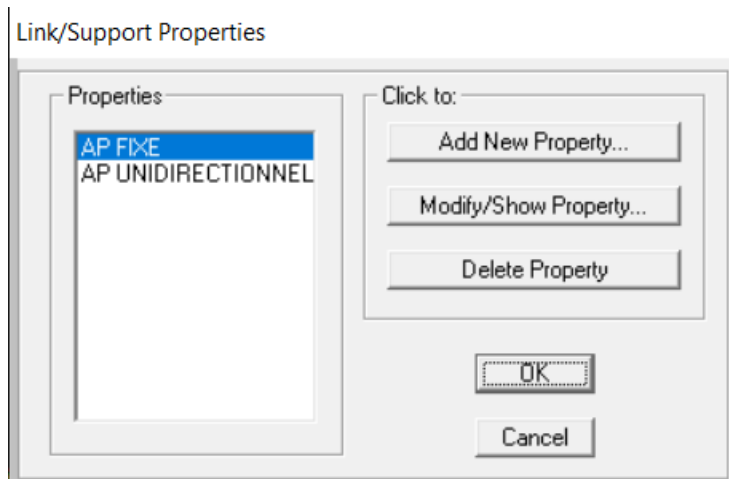 Link/Support Properties
Properties
AP FIXE
AP UNIDIRECTIONNEL
Click to:
Add New Property...
Modify/Show Property...
Delete Property
OK
Cancel